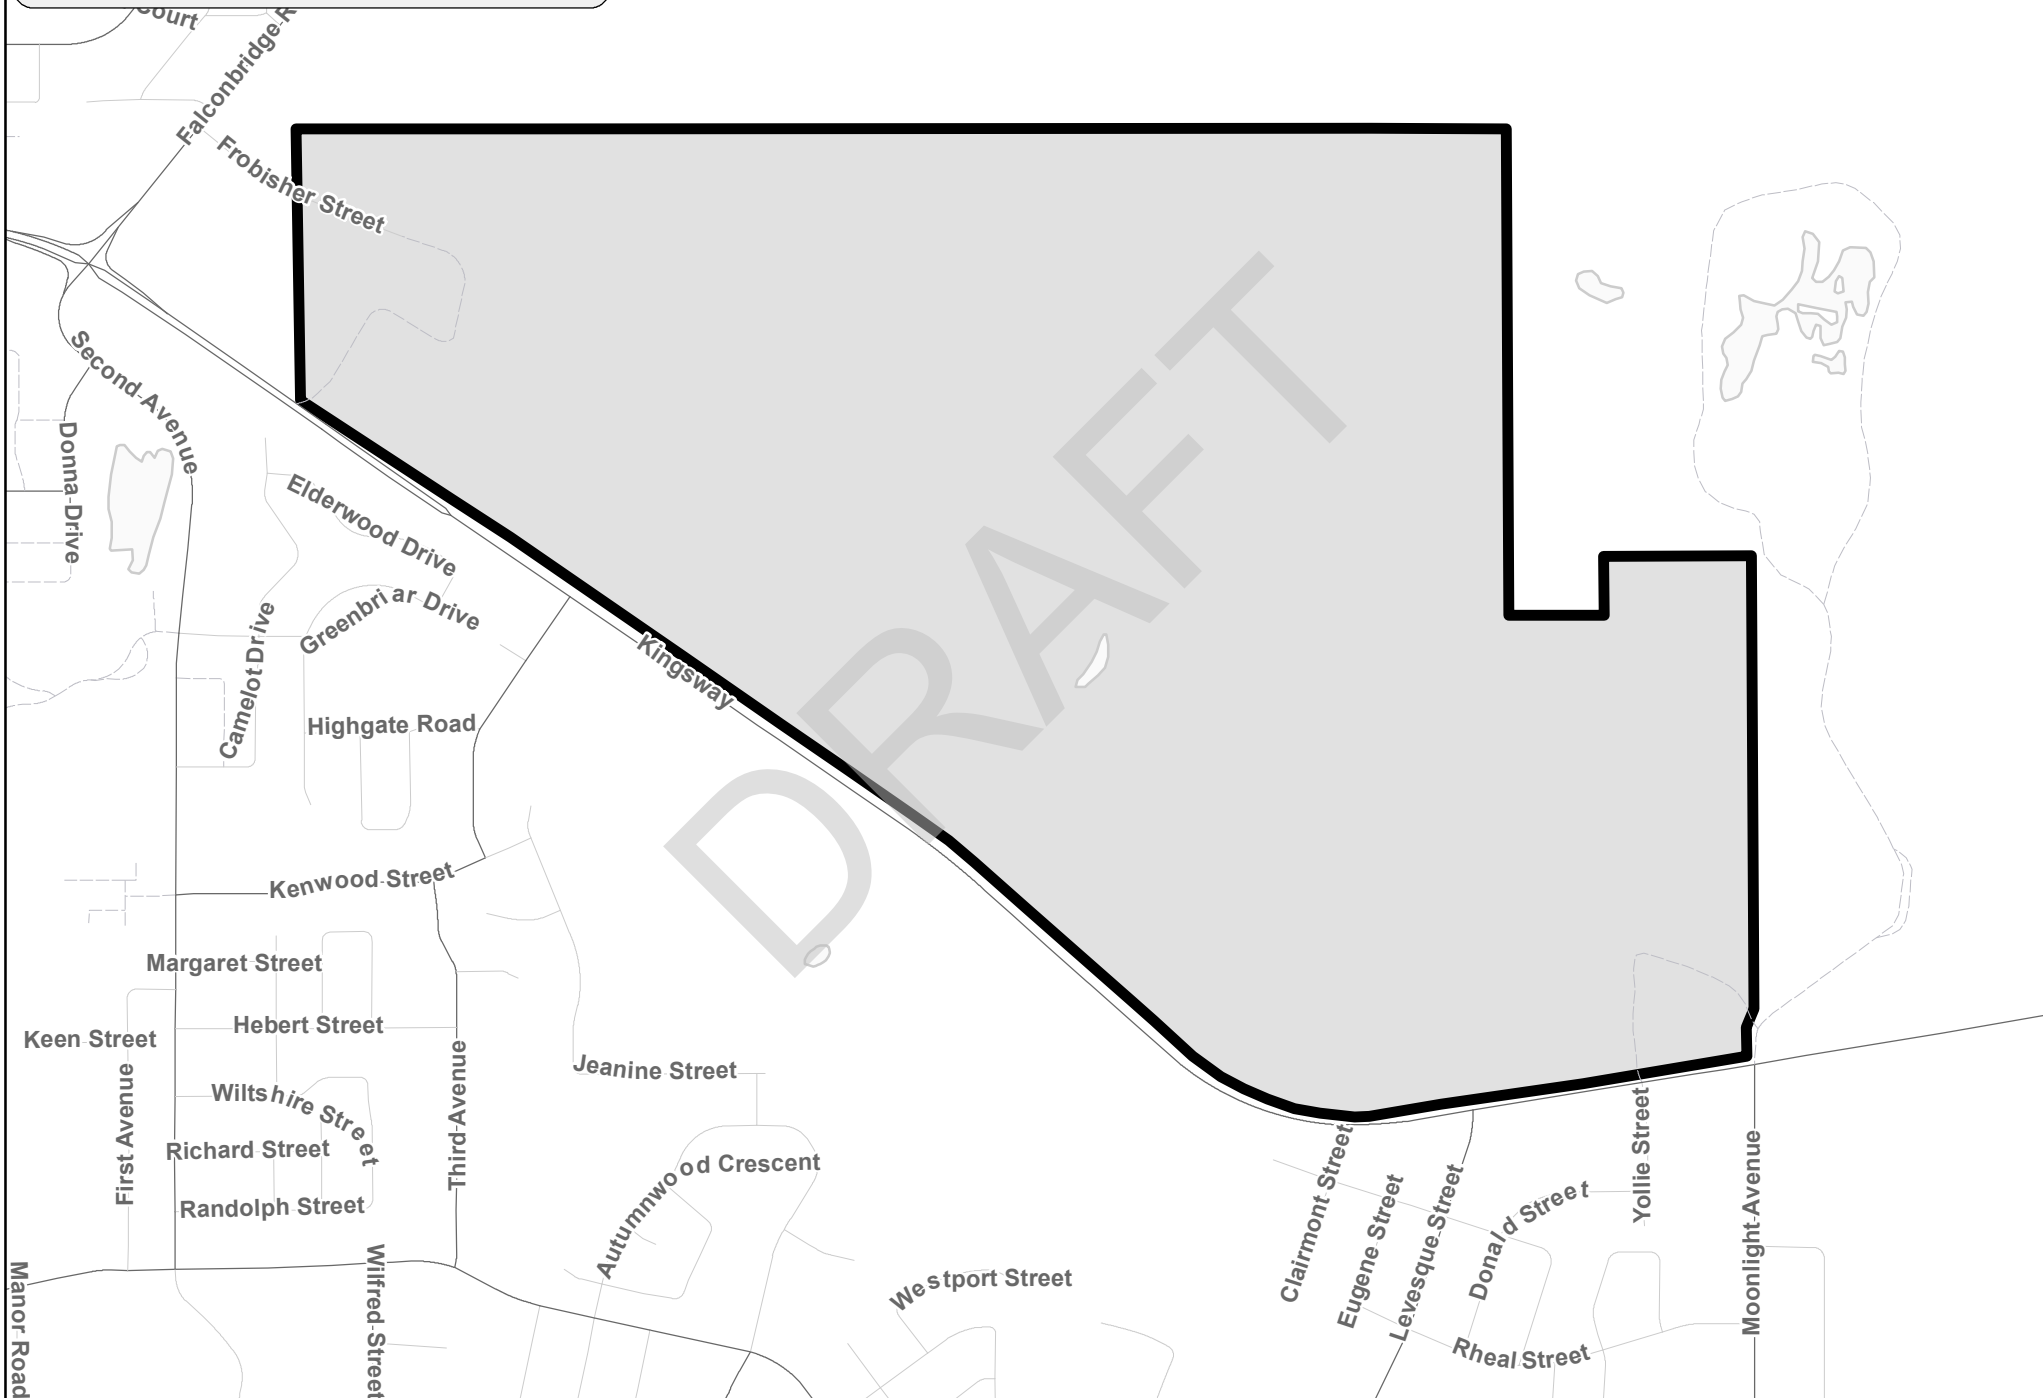 Court
Falconbridge R
Frobisher Street
Second Avenue
Donna Drive
Elderwood Drive
Greenbriar Drive
Camelot Drive
Kingsway
Highgate Road
DRAFT
Kenwood Street
Margaret Street
Hebert Street
Keen Street
First Avenue
Third Avenue
Jeanine Street
Wiltshire Street
Richard Street
Randolph Street
Autumnwood Crescent
Clairmont Street
Eugene Street
Levesque Street
Donald Street
Yollie Street
Moonlight Avenue
Manor Road
Wilfred Street
Westport Street
Rheal Street